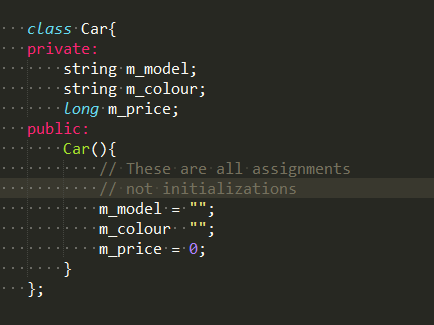 class Car{
private:
string m_model;
string m_colour;
long m_price;
public:
Car(){
// These are all assignments
// not initializations
m_model = "";
m_colour "";
m_price = 0;
}
};